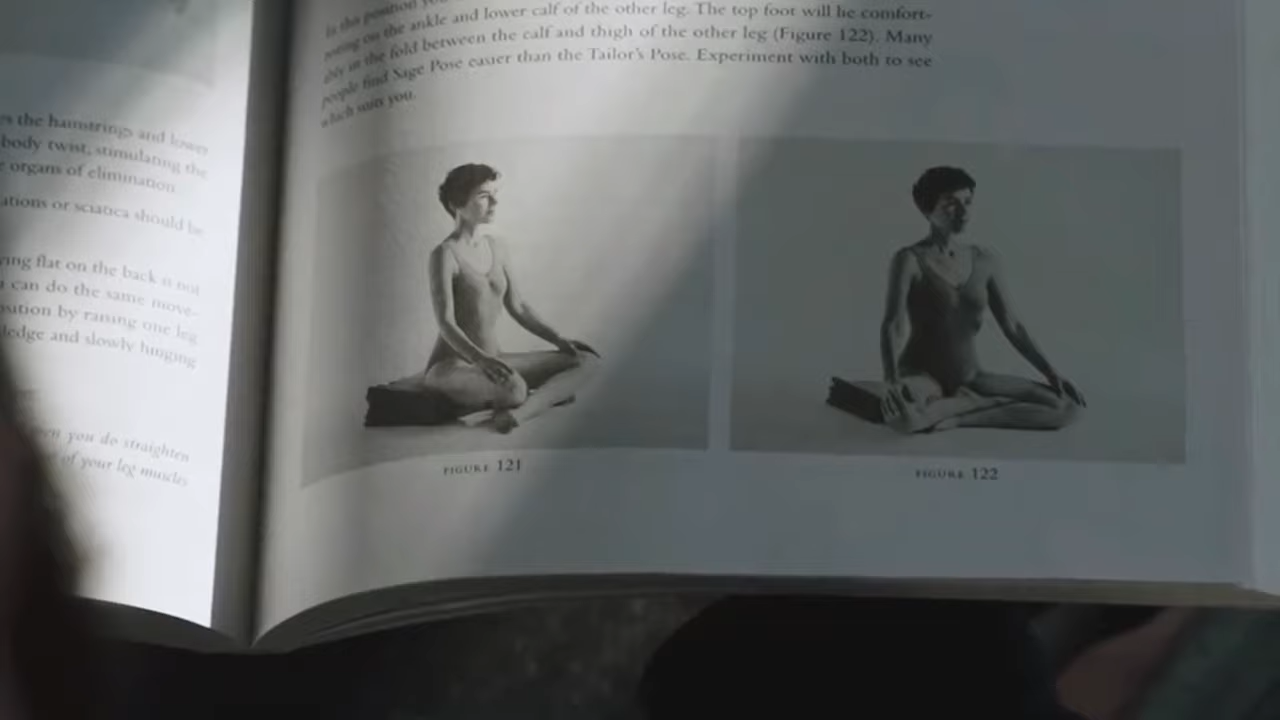 s the hamstrings and lower
body twist, stimulating the
organs of elimination.
ations or sciatica should be
ing flat on the back is not
can do the same move-
sition by raising one leg
ledge and slowly hinging
en you do straighten
of your leg muscles
In this position you
resting on the ankle and lower calf of the other leg. The top foot will be comfort-
ably in the fold between the calf and thigh of the other leg (Figure 122). Many
people find Sage Pose easier than the Tailor's Pose. Experiment with both to see
which suits you.
FIGURE 121
FIGURE 122